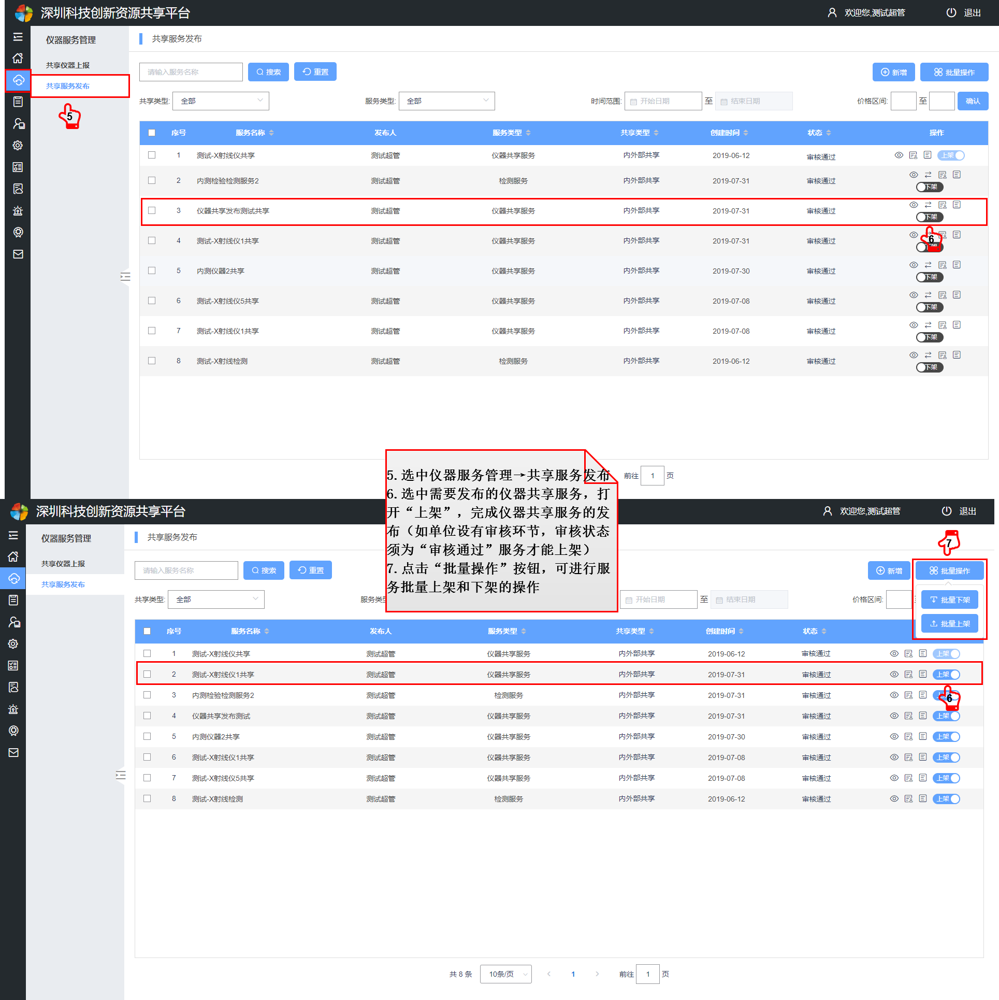 深圳科技创新资源共享平台 欢迎您,测试超管 退出
仪器服务管理 共享服务发布
共享仪器上报
共享服务发布
请输入服务名称 搜索 重置 新增 批量操作
共享类型: 全部 服务类型: 全部 时间范围: 开始日期 至 结束日期 价格区间: 至 确认
5
序号 服务名称 发布人 服务类型 共享类型 创建时间 状态 操作
1 测试-X射线仪共享 测试超管 仪器共享服务 内外部共享 2019-06-12 审核通过 上架
2 内测检验检测服务2 测试超管 检测服务 内外部共享 2019-07-31 审核通过 下架
3 仪器共享发布测试共享 测试超管 仪器共享服务 内外部共享 2019-07-31 审核通过 下架
4 测试-X射线仪1共享 测试超管 仪器共享服务 内外部共享 2019-07-31 审核通过
6
5 内测仪器2共享 测试超管 仪器共享服务 内外部共享 2019-07-30 审核通过 下架
6 测试-X射线仪5共享 测试超管 仪器共享服务 内外部共享 2019-07-08 审核通过 下架
7 测试-X射线仪1共享 测试超管 仪器共享服务 内外部共享 2019-07-08 审核通过 下架
8 测试-X射线检测 测试超管 检测服务 内外部共享 2019-06-12 审核通过 下架
前往 1 页
5.选中仪器服务管理→共享服务发布
6.选中需要发布的仪器共享服务，打
开“上架”，完成仪器共享服务的发
布（如单位设有审核环节，审核状态
须为“审核通过”服务才能上架）
7.点击“批量操作”按钮，可进行服
务批量上架和下架的操作
深圳科技创新资源共享平台 欢迎您,测试超管 退出
仪器服务管理 共享服务发布
7
共享仪器上报
共享服务发布
请输入服务名称 搜索 重置 新增 批量操作
共享类型: 全部 服务类 开始日期 至 结束日期 价格区间:
批量下架
批量上架
序号 服务名称 发布人 服务类型 共享类型 创建时间 状态
1 测试-X射线仪共享 测试超管 仪器共享服务 内外部共享 2019-06-12 审核通过 上架
2 测试-X射线仪1共享 测试超管 仪器共享服务 内外部共享 2019-07-31 审核通过 上架
3 内测检验检测服务2 测试超管 检测服务 内外部共享 2019-07-31 审核通过
6
4 仪器共享发布测试 测试超管 仪器共享服务 内外部共享 2019-07-31 审核通过 上架
5 内测仪器2共享 测试超管 仪器共享服务 内外部共享 2019-07-30 审核通过 上架
6 测试-X射线仪1共享 测试超管 仪器共享服务 内外部共享 2019-07-08 审核通过 上架
7 测试-X射线仪5共享 测试超管 仪器共享服务 内外部共享 2019-07-08 审核通过 上架
8 测试-X射线检测 测试超管 检测服务 内外部共享 2019-06-12 审核通过 上架
共 8 条 10条/页 1 前往 1 页